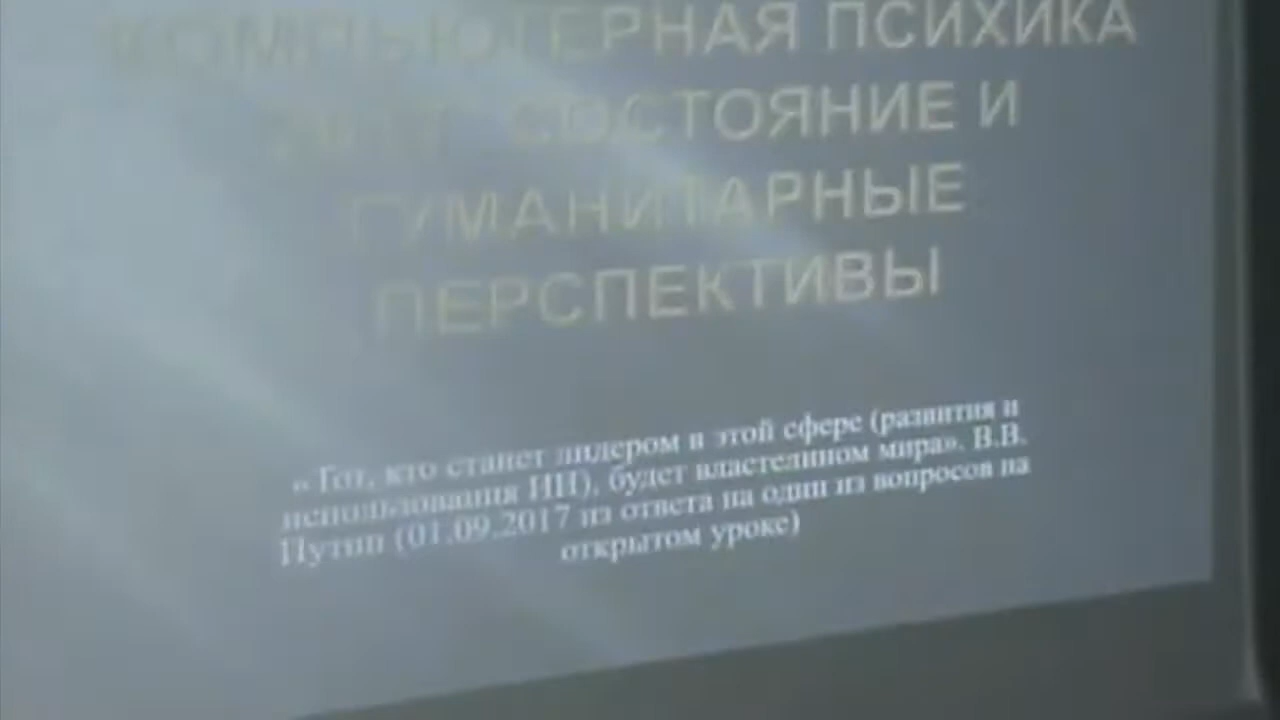 КОМПЬЮТЕРНАЯ ПСИХИКА
СОСТОЯНИЕ И
ГУМАНИТАРНЫЕ
ПЕРСПЕКТИВЫ
«Тот, кто станет лидером в этой сфере (развития и
использования ИИ), будет властелином мира». В.В.
Путин (01.09.2017 из ответа на один из вопросов на
открытом уроке)